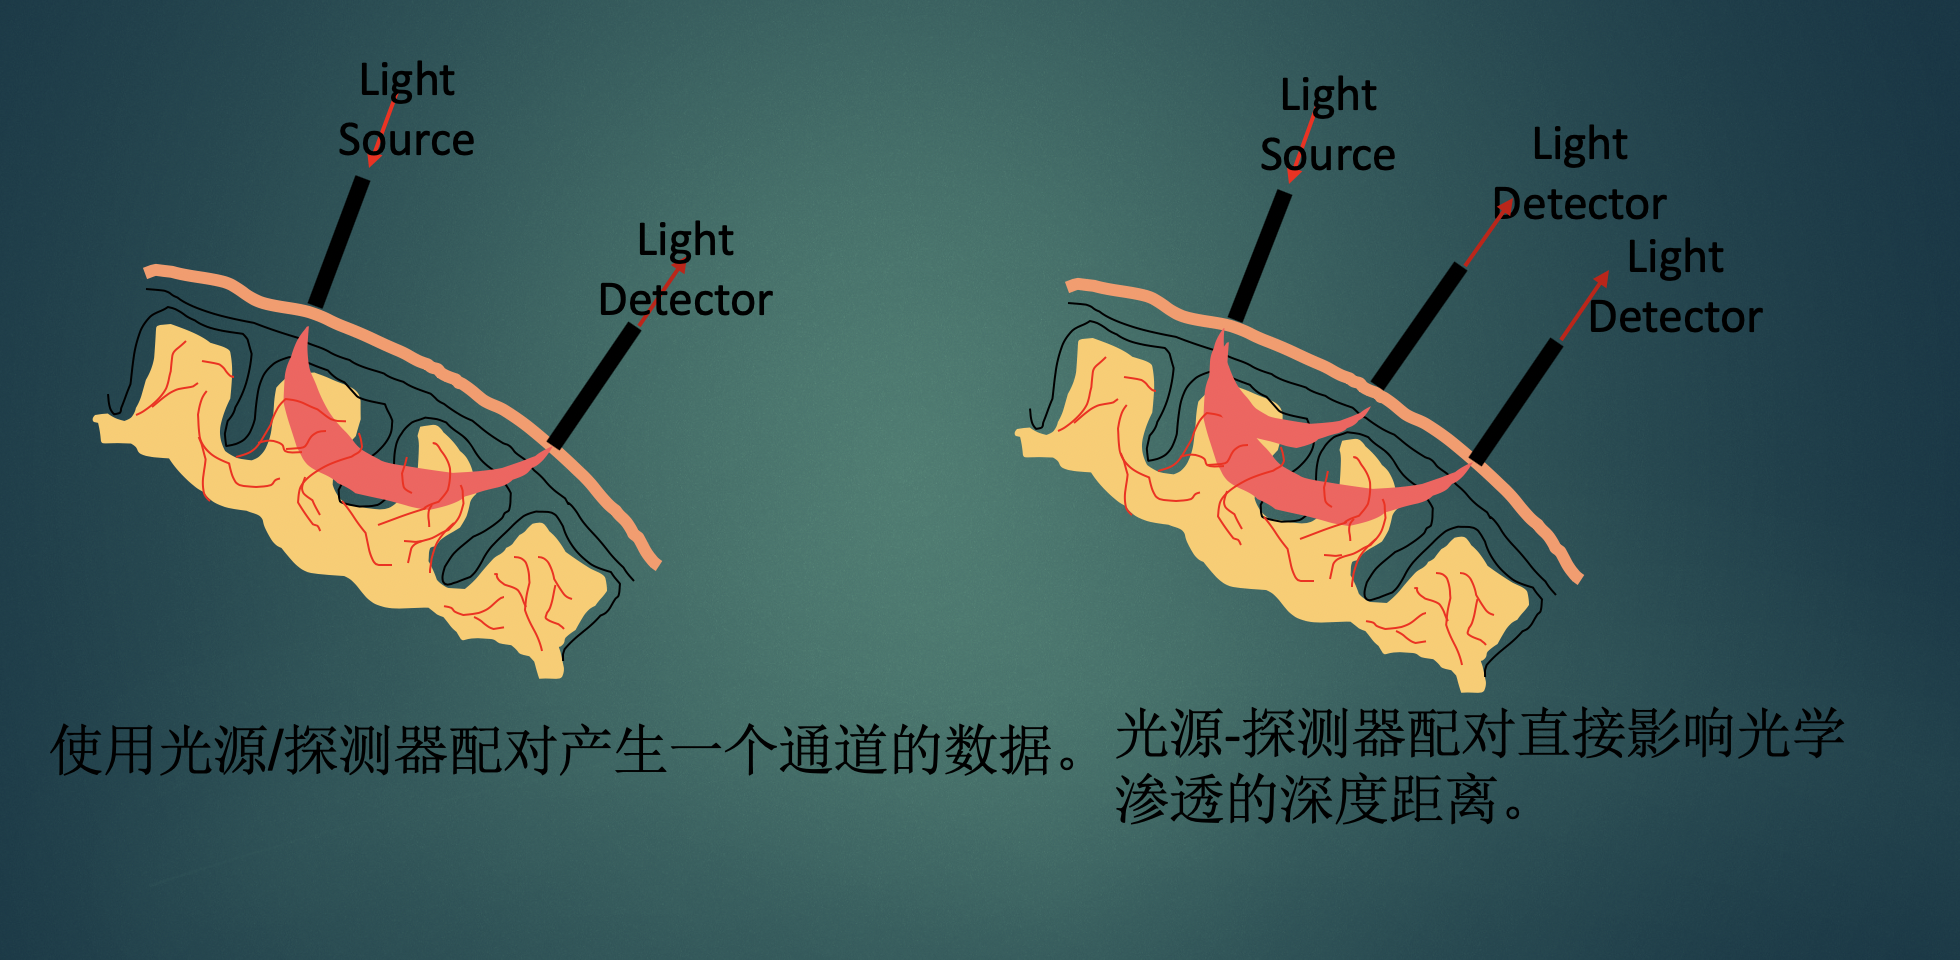 Light
Source
Light
Detector
使用光源/探测器配对产生一个通道的数据。
Light
Source
Light
Detector
Light
Detector
光源-探测器配对直接影响光学
渗透的深度距离。